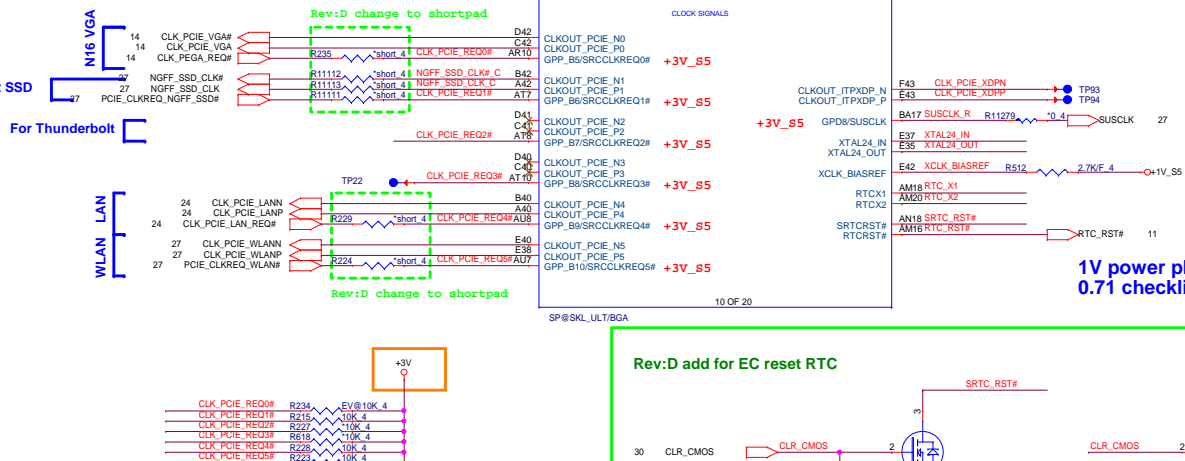 Rev:D change to shortpad
CLOCK SIGNALS
N16 VGA
14 CLK_PCIE_VGA#
14 CLK_PCIE_VGA
14 CLK_PEGA_REQ#
R235 *short_4 CLK_PCIE_REQ0#
D42 CLKOUT_PCIE_N0
C42 CLKOUT_PCIE_P0
AR10 GPP_B5/SRCCLKREQ0# +3V_S5
SSD
27 NGFF_SSD_CLK#
27 NGFF_SSD_CLK
27 PCIE_CLKREQ_NGFF_SSD#
R11112 *short_4 NGFF_SSD_CLK#_C
R11113 *short_4 NGFF_SSD_CLK_C
R11111 *short_4 CLK_PCIE_REQ1#
B42 CLKOUT_PCIE_N1
A42 CLKOUT_PCIE_P1
AT7 GPP_B6/SRCCLKREQ1# +3V_S5
For Thunderbolt
CLK_PCIE_REQ2#
D41 CLKOUT_PCIE_N2
C41 CLKOUT_PCIE_P2
AT8 GPP_B7/SRCCLKREQ2# +3V_S5
TP22 CLK_PCIE_REQ3#
D40 CLKOUT_PCIE_N3
C40 CLKOUT_PCIE_P3
AT10 GPP_B8/SRCCLKREQ3# +3V_S5
LAN
24 CLK_PCIE_LANN
24 CLK_PCIE_LANP
24 CLK_PCIE_LAN_REQ#
R229 *short_4 CLK_PCIE_REQ4#
B40 CLKOUT_PCIE_N4
A40 CLKOUT_PCIE_P4
AU8 GPP_B9/SRCCLKREQ4# +3V_S5
WLAN
27 CLK_PCIE_WLANN
27 CLK_PCIE_WLANP
27 PCIE_CLKREQ_WLAN#
R224 *short_4 CLK_PCIE_REQ5#
E40 CLKOUT_PCIE_N5
E38 CLKOUT_PCIE_P5
AU7 GPP_B10/SRCCLKREQ5# +3V_S5
Rev:D change to shortpad
CLKOUT_ITPXDP_N F43 CLK_PCIE_XDPN TP93
CLKOUT_ITPXDP_P E43 CLK_PCIE_XDPP TP94
+3V_S5 GPD8/SUSCLK BA17 SUSCLK_R R11279 *0_4 SUSCLK 27
XTAL24_IN E37 XTAL24_IN
XTAL24_OUT E35 XTAL24_OUT
XCLK_BIASREF E42 XCLK_BIASREF R512 2.7K/F_4 +1V_S5
RTCX1 AM18 RTC_X1
RTCX2 AM20 RTC_X2
SRTCRST# AN18 SRTC_RST#
RTCRST# AM16 RTC_RST# RTC_RST# 11
1V power
0.71
10 OF 20
SP@SKL_ULT/BGA
+3V
CLK_PCIE_REQ0# R234 EV@10K_4
CLK_PCIE_REQ1# R215 10K_4
CLK_PCIE_REQ2# R227 *10K_4
CLK_PCIE_REQ3# R618 *10K_4
CLK_PCIE_REQ4# R228 10K_4
CLK_PCIE_REQ5# R223 10K_4
Rev:D add for EC reset RTC
SRTC_RST#
3
30 CLR_CMOS CLR_CMOS 2
CLR_CMOS 2